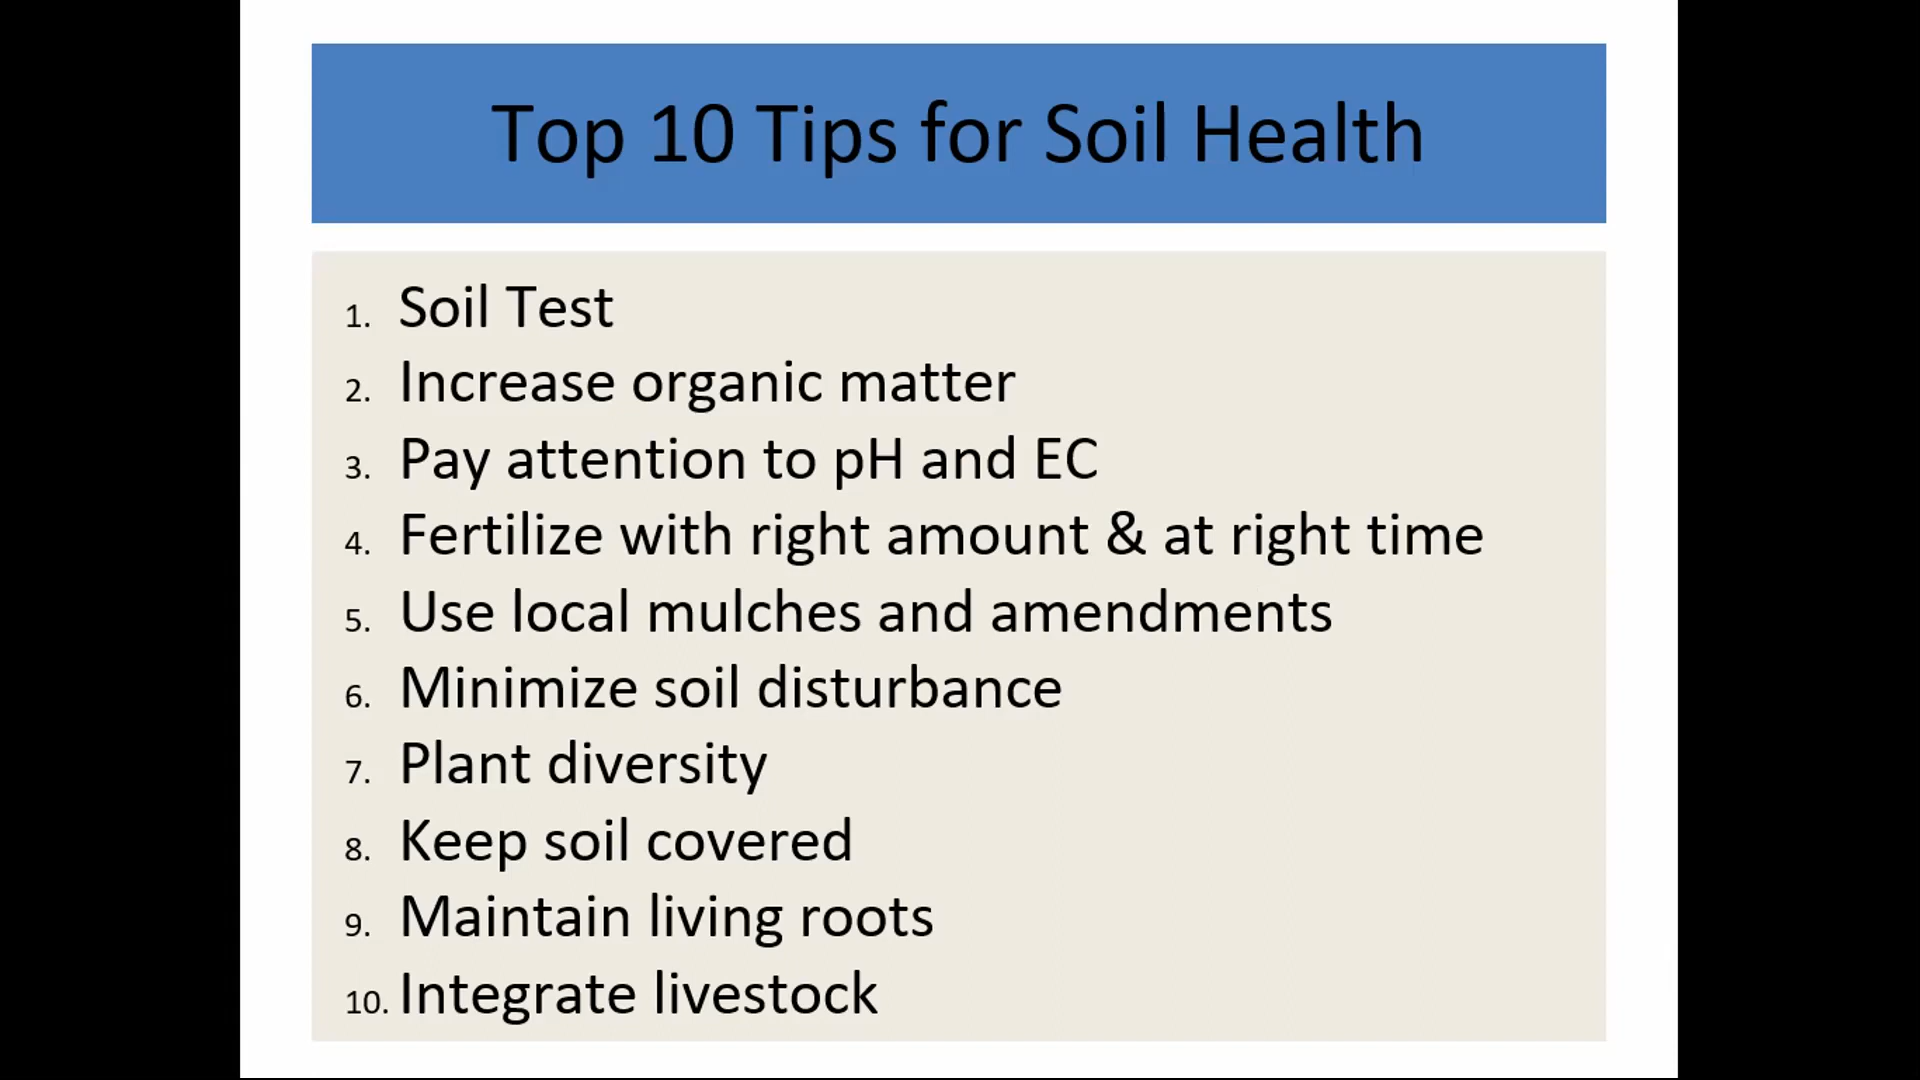 Top 10 Tips for Soil Health
1. Soil Test
2. Increase organic matter
3. Pay attention to pH and EC
4. Fertilize with right amount & at right time
5. Use local mulches and amendments
6. Minimize soil disturbance
7. Plant diversity
8. Keep soil covered
9. Maintain living roots
10. Integrate livestock